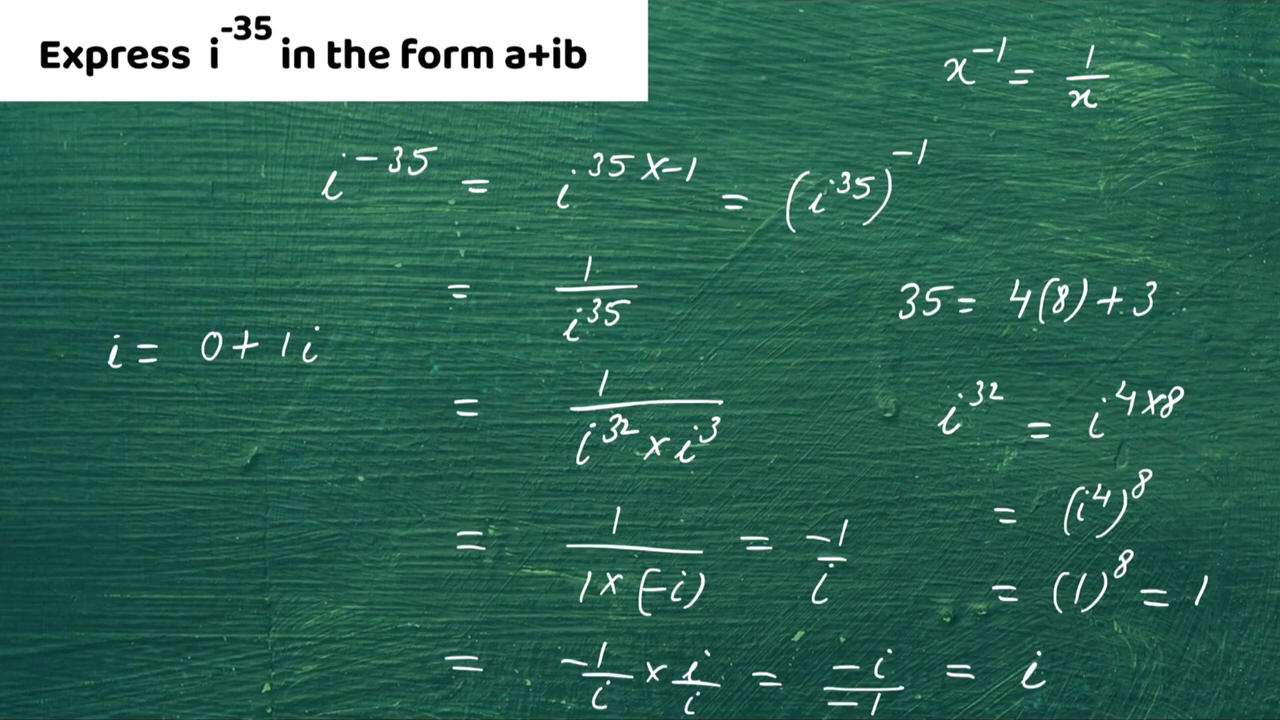 Express i^-35 in the form a+ib
x^-1 = 1/x
i^-35 = i^35×-1 = (i^35)^-1
= 1/i^35
35 = 4(8)+3
i = 0+1i
= 1/(i^32 × i^3)
i^32 = i^4×8
= (i^4)^8
= 1/(1×(-i)) = -1/i
= (1)^8 = 1
= -1/i × i/i = -i/-1 = i